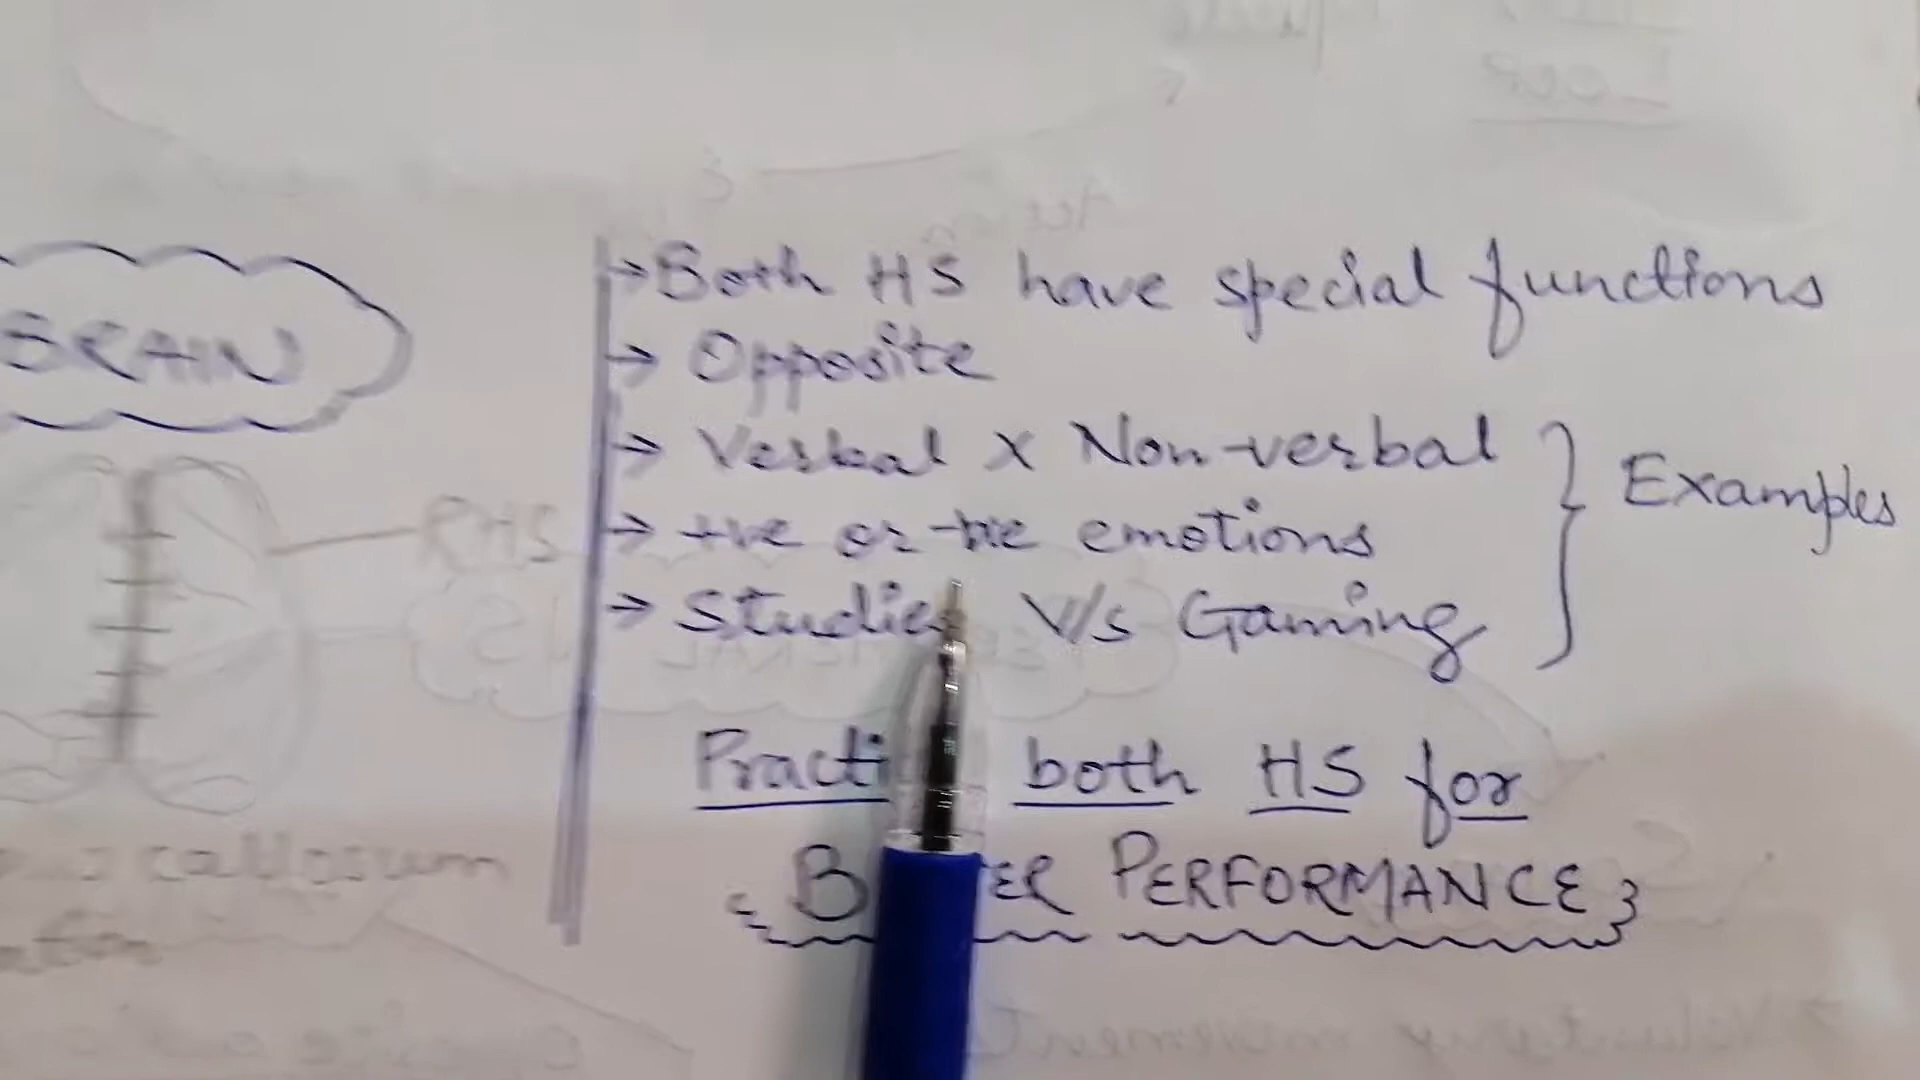 BRAIN
RHS
→ Both HS have special functions
→ Opposite
→ Verbal X Non-verbal
→ +ve or -ve emotions
→ Studies V/s Gaming
} Examples
both HS for
PERFORMANCE
callosum